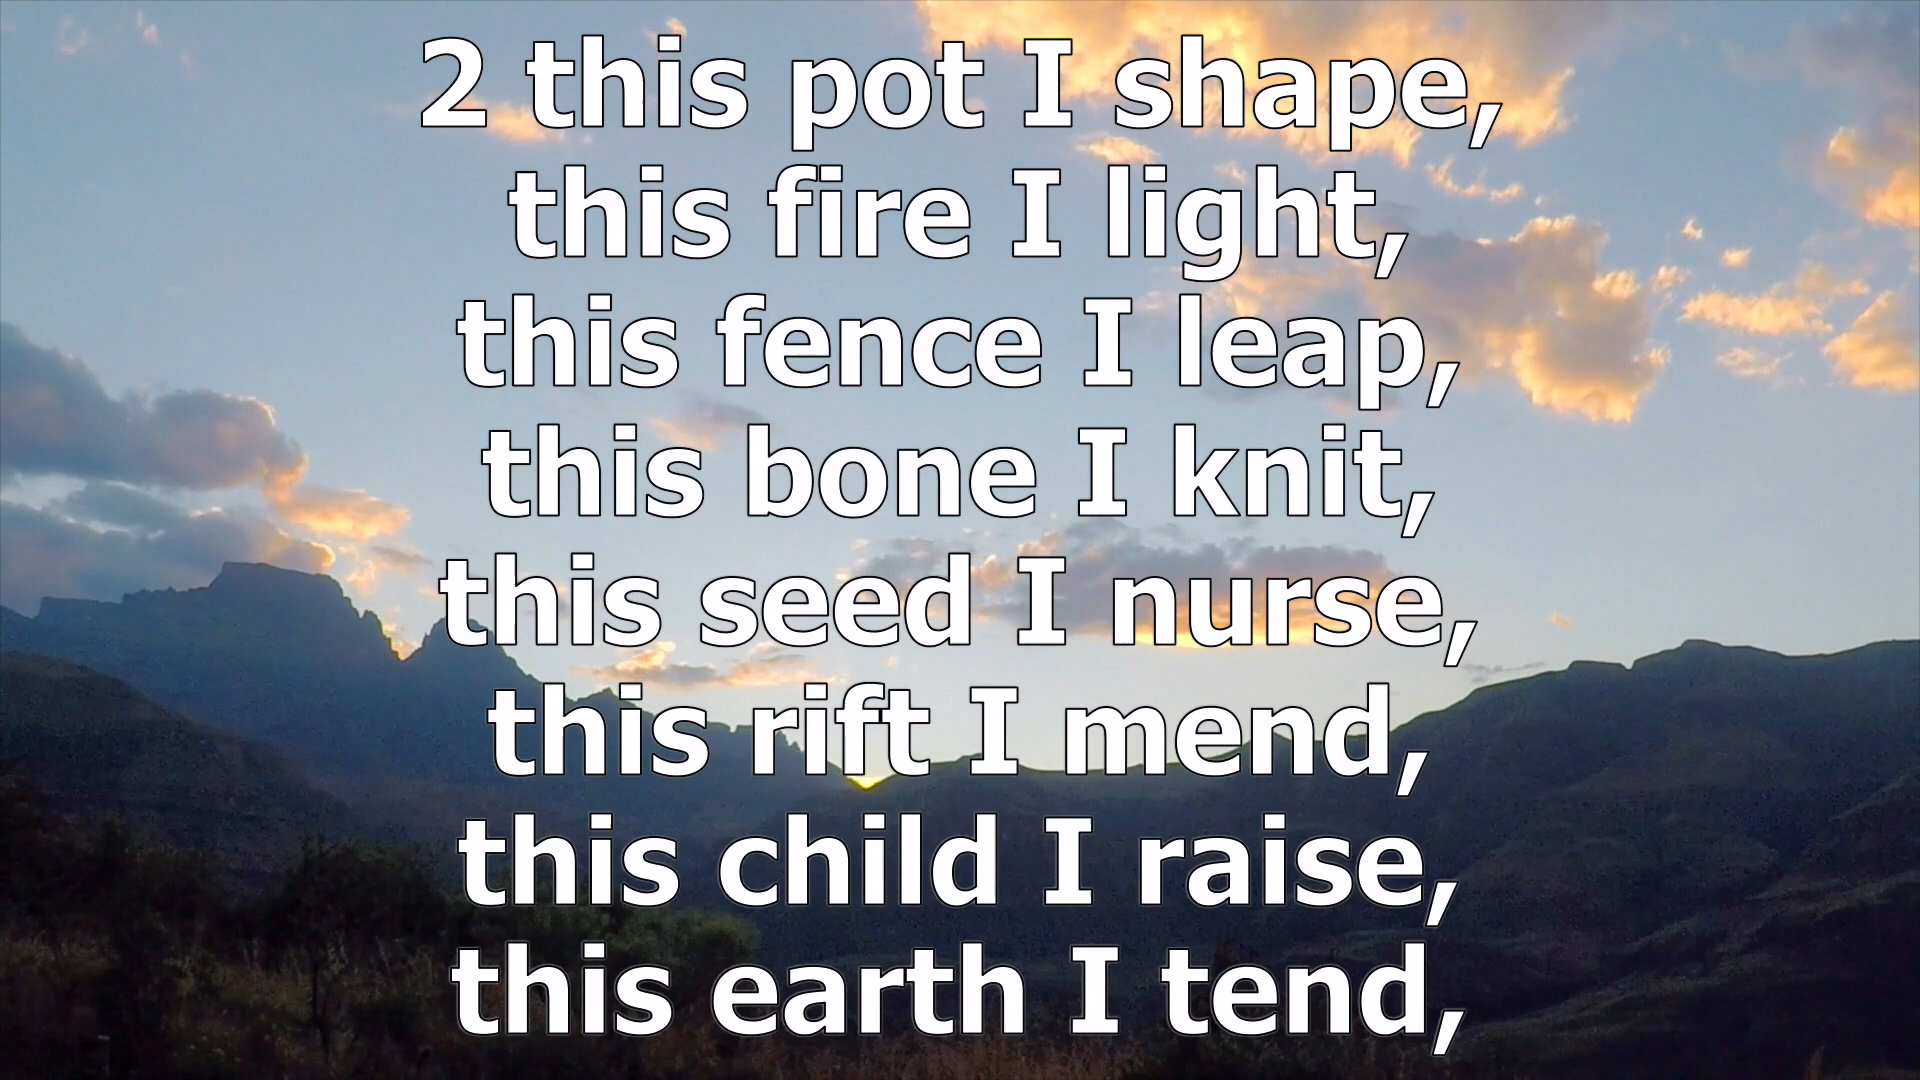 2 this pot I shape,
this fire I light,
this fence I leap,
this bone I knit,
this seed I nurse,
this rift I mend,
this child I raise,
this earth I tend,